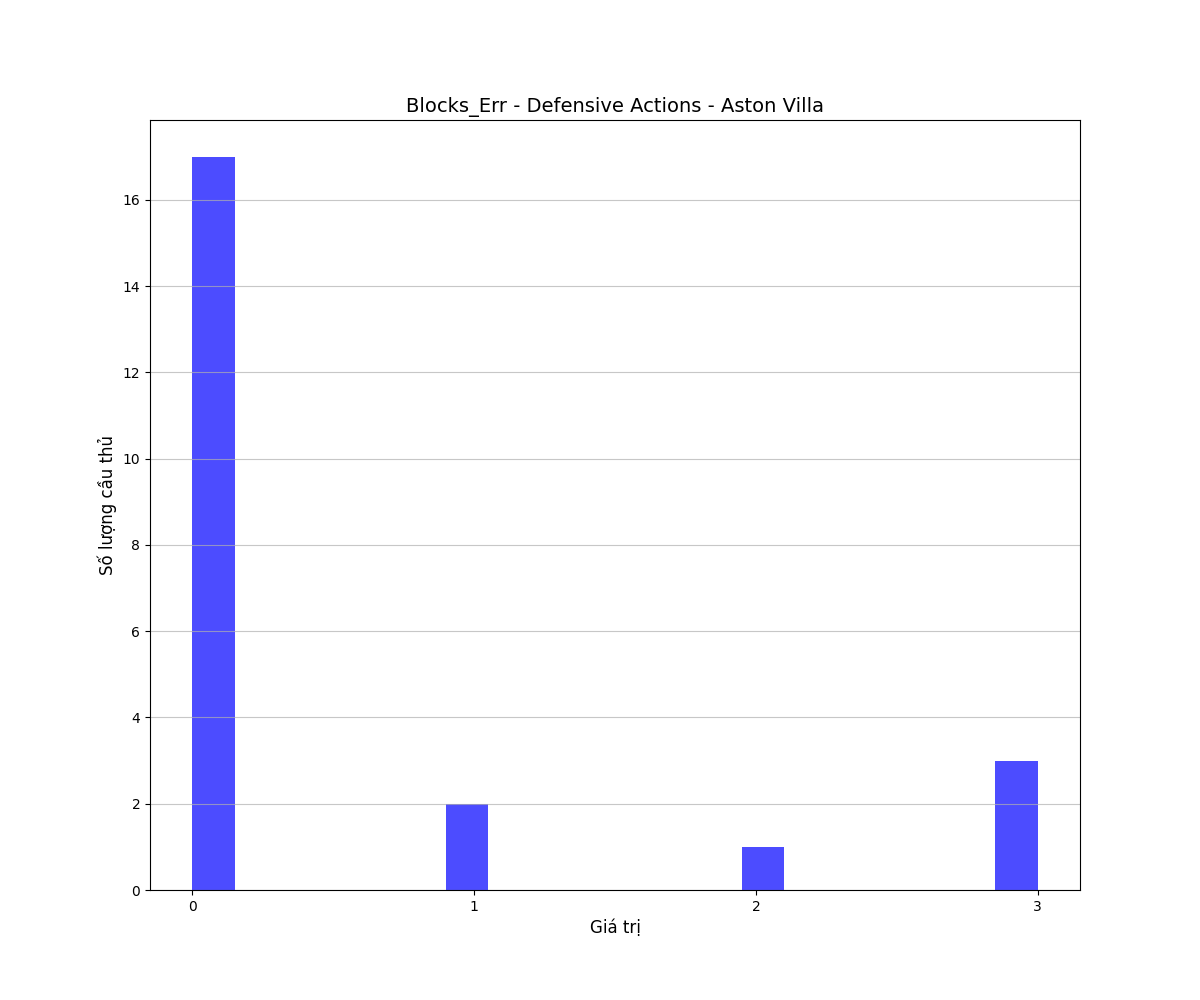 Blocks_Err - Defensive Actions - Aston Villa
Số lượng cầu thủ
16
14
12
10
8
6
4
2
0
0 1 2 3
Giá trị